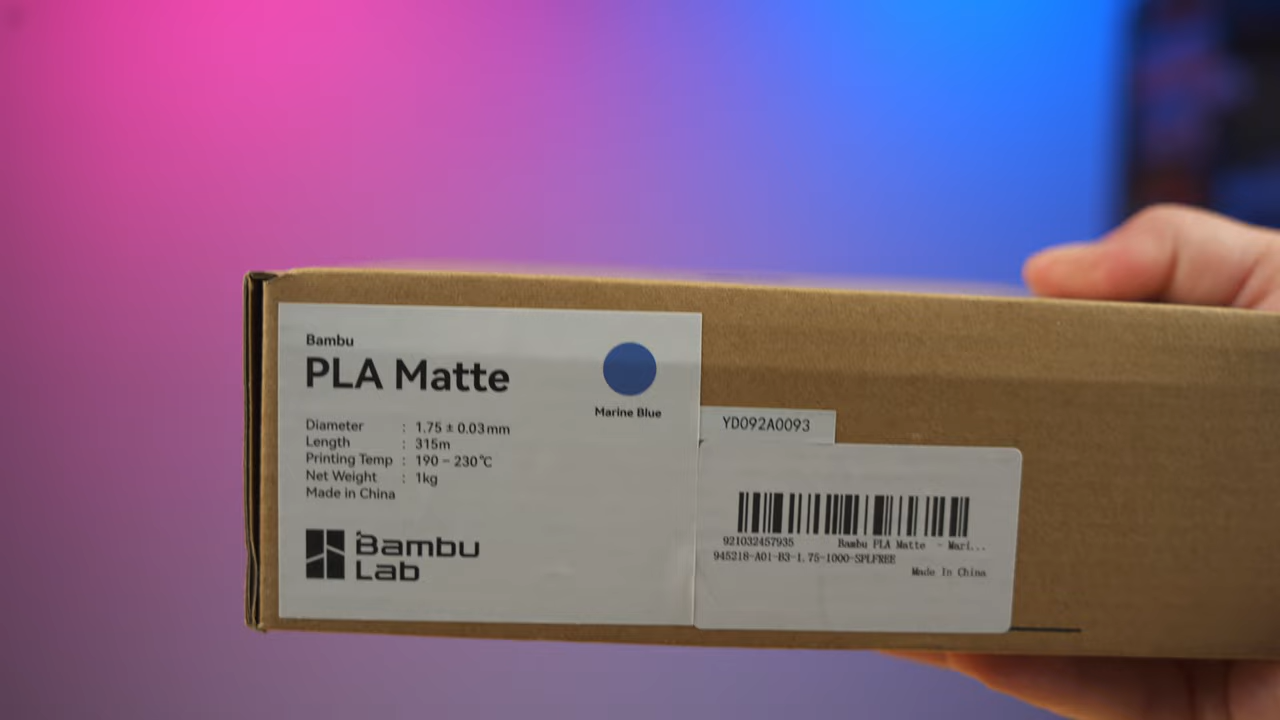 Bambu
PLA Matte
Marine Blue
Diameter : 1.75 ± 0.03mm
Length : 315m
Printing Temp : 190 – 230℃
Net Weight : 1kg
Made in China
Bambu
Lab
YD092A0093
921032457935 Bambu PLA Matte - Mari...
945218-A01-B3-1.75-1000-SPLFREE
Made In China